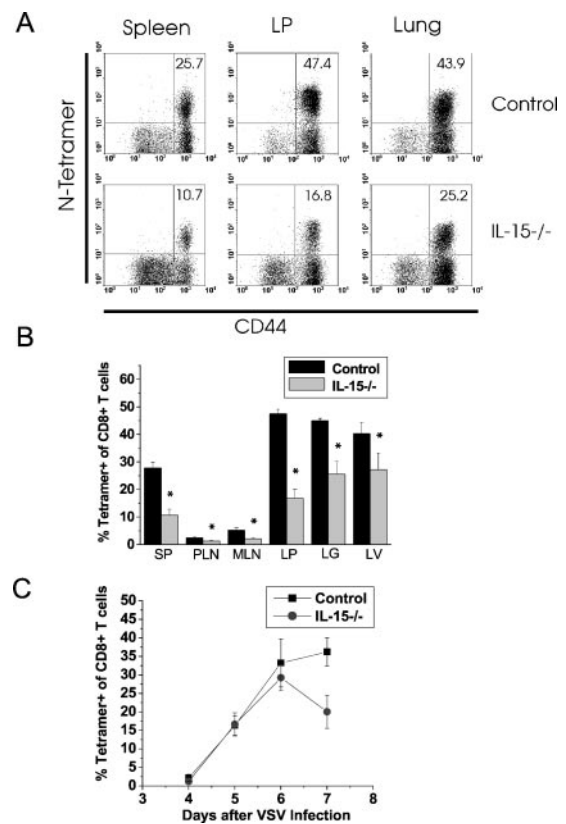 A
Spleen LP Lung
N-Tetramer
25.7 47.4 43.9
Control
10.7 16.8 25.2
IL-15-/-
CD44
B
Control
IL-15-/-
% Tetramer+ of CD8+ T cells
60
50
40
30
20
10
0
* * * * * *
SP PLN MLN LP LG LV
C
Control
IL-15-/-
% Tetramer+ of CD8+ T cells
50
45
40
35
30
25
20
15
10
5
0
3 4 5 6 7 8
Days after VSV Infection